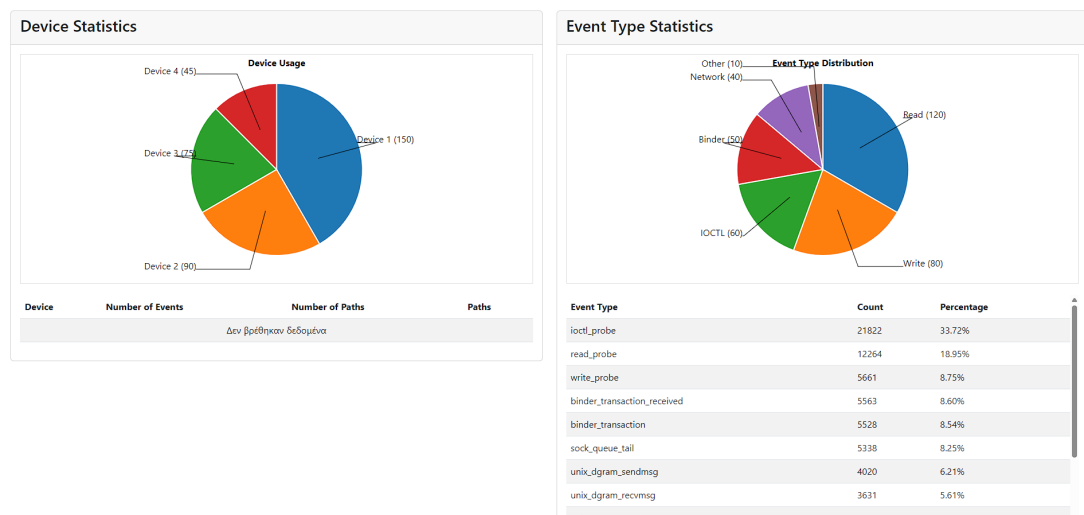 Device Statistics
Device Usage
Device 4 (45)
Device 1 (150)
Device 3 (75)
Device 2 (90)
Device Number of Events Number of Paths Paths
Δεν βρέθηκαν δεδομένα
Event Type Statistics
Event Type Distribution
Other (10)
Network (40)
Read (120)
Binder (50)
IOCTL (60)
Write (80)
Event Type Count Percentage
ioctl_probe 21822 33.72%
read_probe 12264 18.95%
write_probe 5661 8.75%
binder_transaction_received 5563 8.60%
binder_transaction 5528 8.54%
sock_queue_tail 5338 8.25%
unix_dgram_sendmsg 4020 6.21%
unix_dgram_recvmsg 3631 5.61%